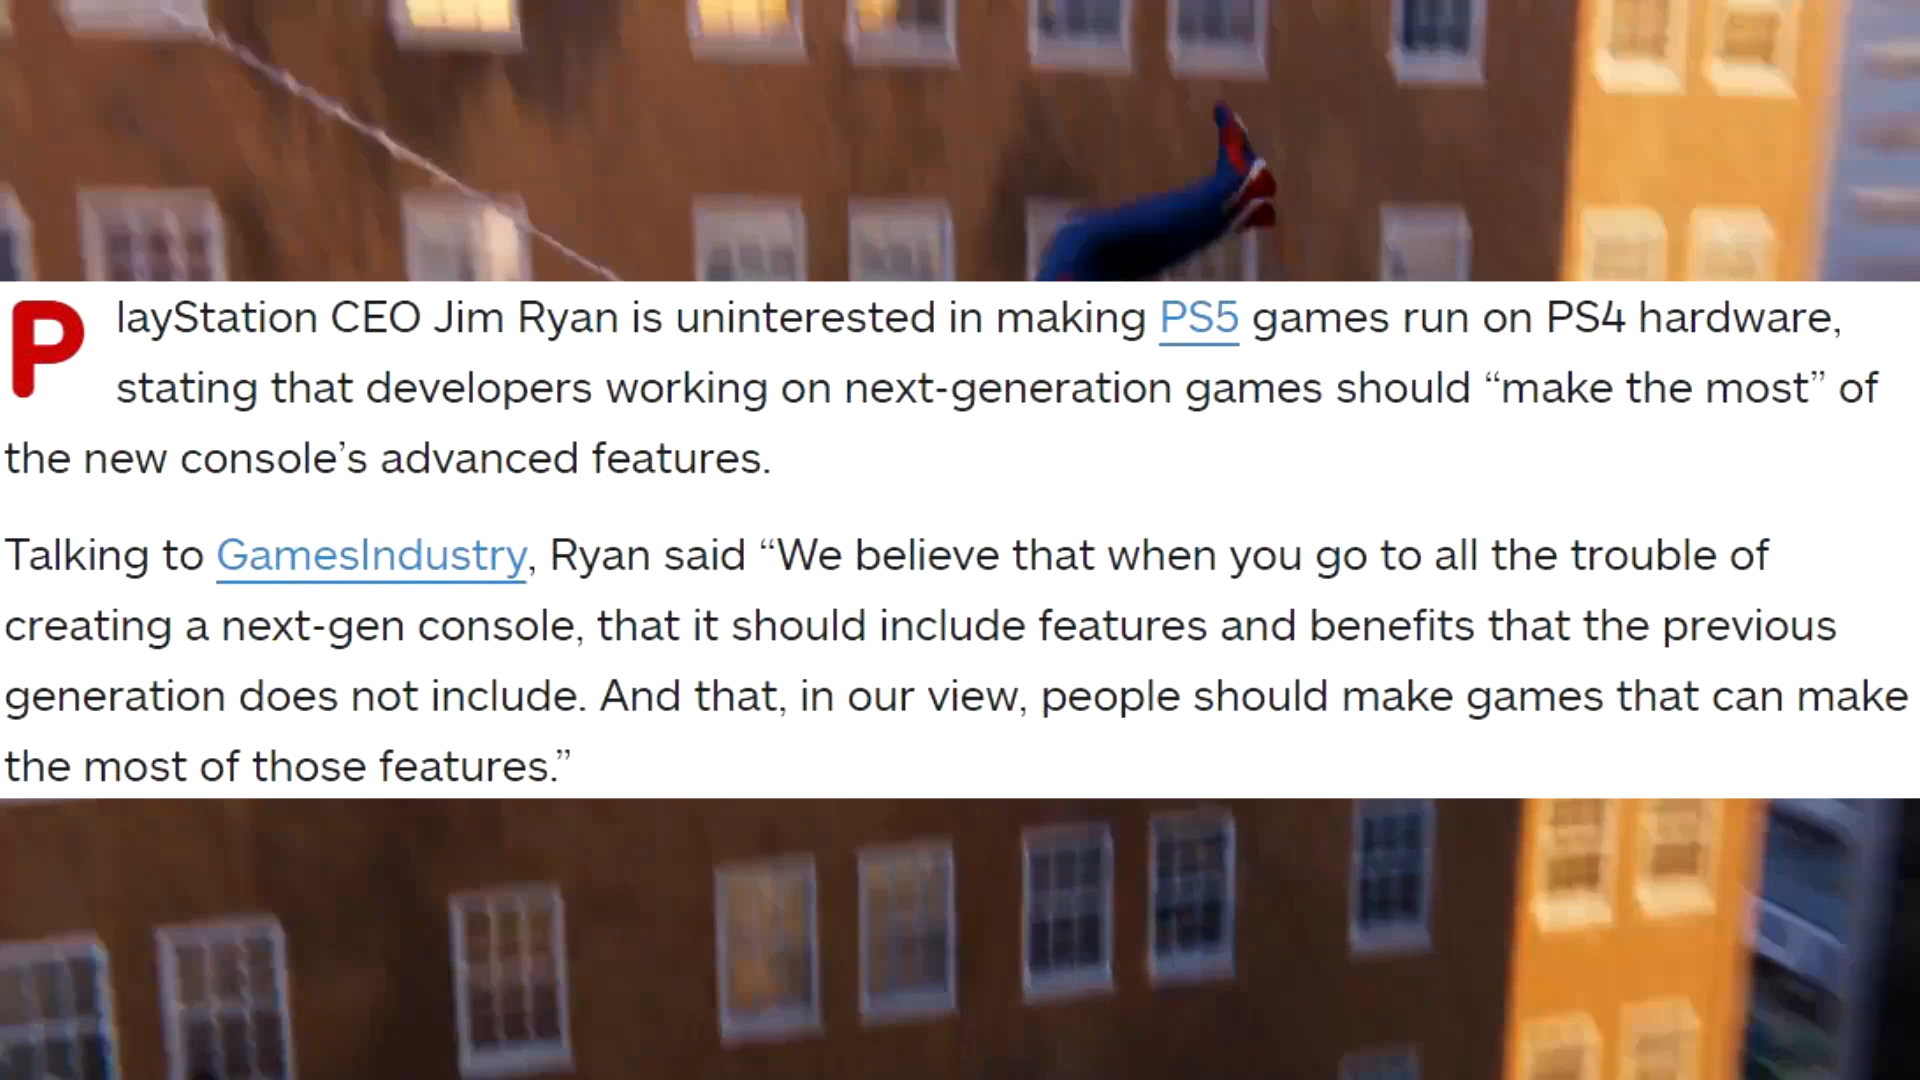 PlayStation CEO Jim Ryan is uninterested in making PS5 games run on PS4 hardware,
stating that developers working on next-generation games should “make the most” of
the new console’s advanced features.
Talking to GamesIndustry, Ryan said “We believe that when you go to all the trouble of
creating a next-gen console, that it should include features and benefits that the previous
generation does not include. And that, in our view, people should make games that can make
the most of those features.”